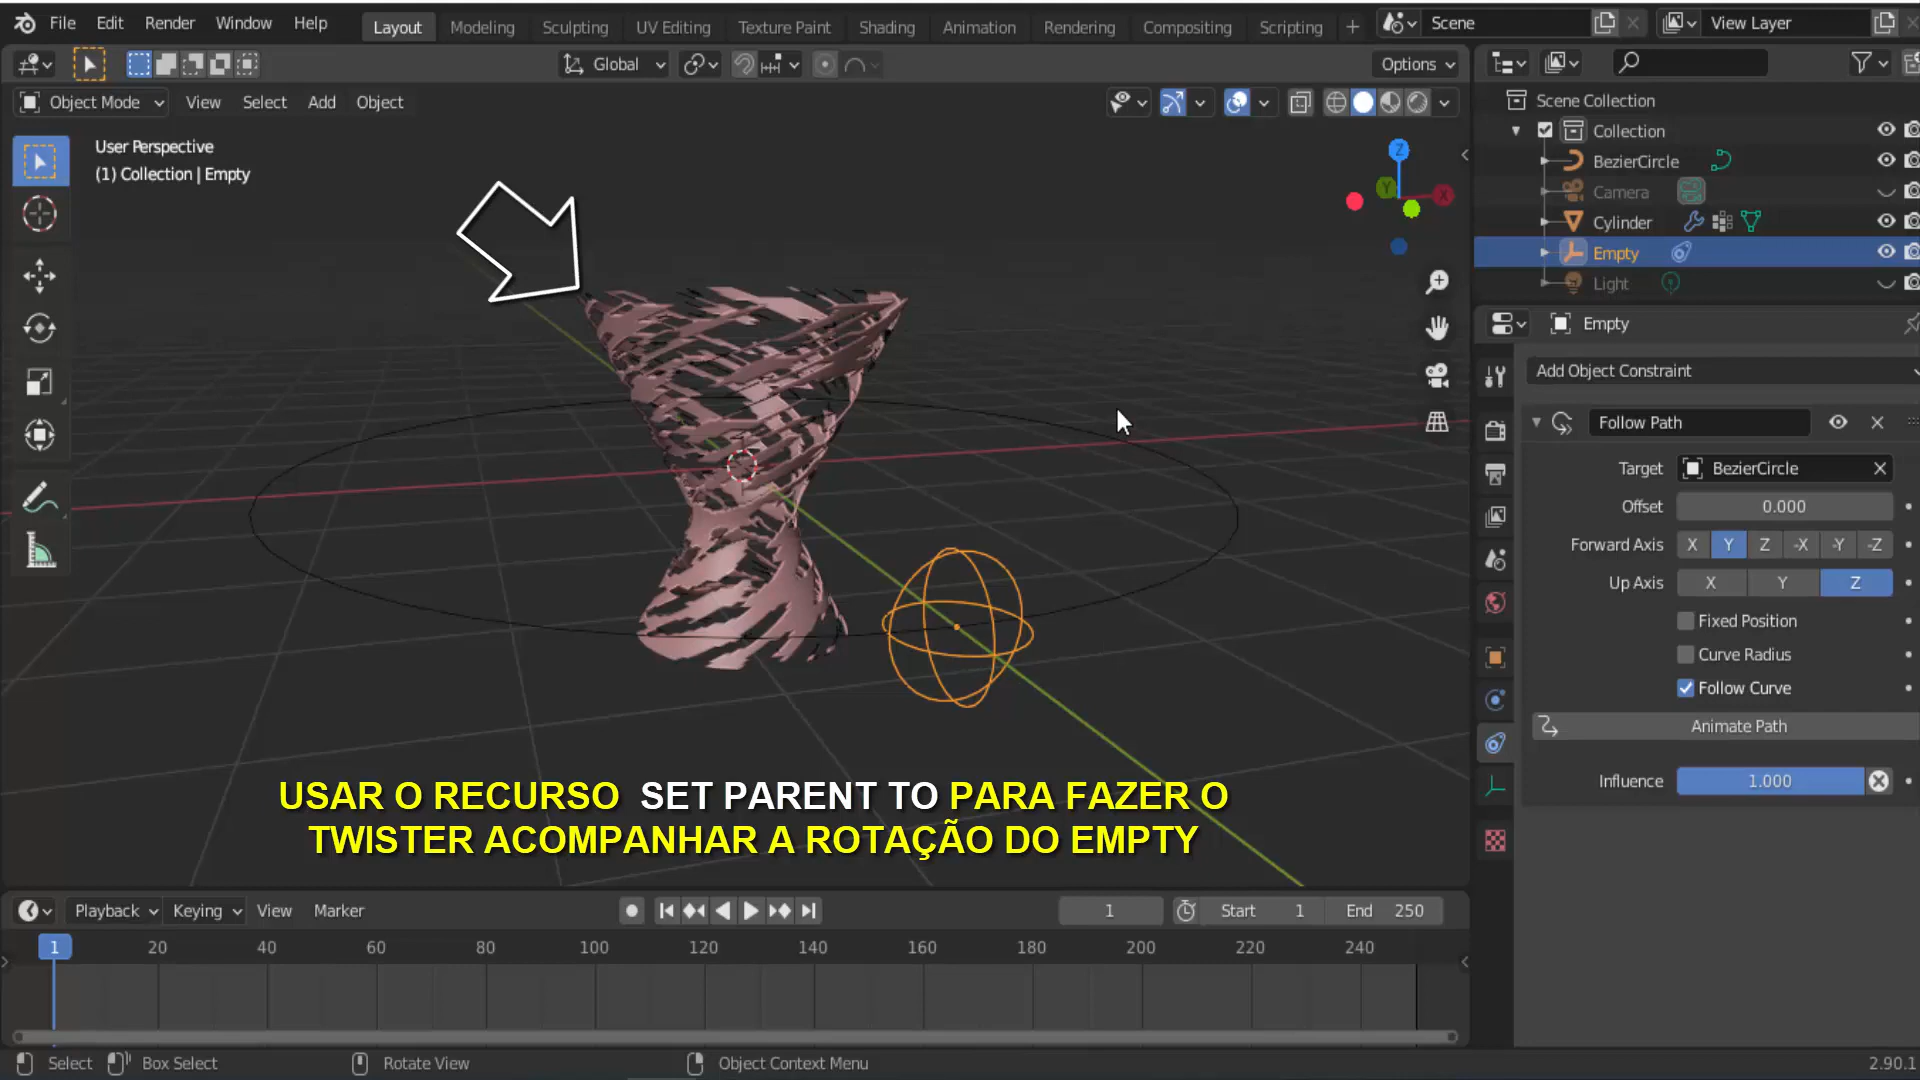 File Edit Render Window Help Layout Modeling Sculpting UV Editing Texture Paint Shading Animation Rendering Compositing Scripting + Scene View Layer
Global Options
Object Mode View Select Add Object
User Perspective
(1) Collection | Empty
Z
Y
X
Scene Collection
Collection
BezierCircle
Camera
Cylinder
Empty
Light
Empty
Add Object Constraint
Follow Path
Target BezierCircle
Offset 0.000
Forward Axis X Y Z -X -Y -Z
Up Axis X Y Z
Fixed Position
Curve Radius
Follow Curve
Animate Path
Influence 1.000
USAR O RECURSO SET PARENT TO PARA FAZER O
TWISTER ACOMPANHAR A ROTAÇÃO DO EMPTY
Playback Keying View Marker 1 Start 1 End 250
1 20 40 60 80 100 120 140 160 180 200 220 240
Select Box Select Rotate View Object Context Menu 2.90.1